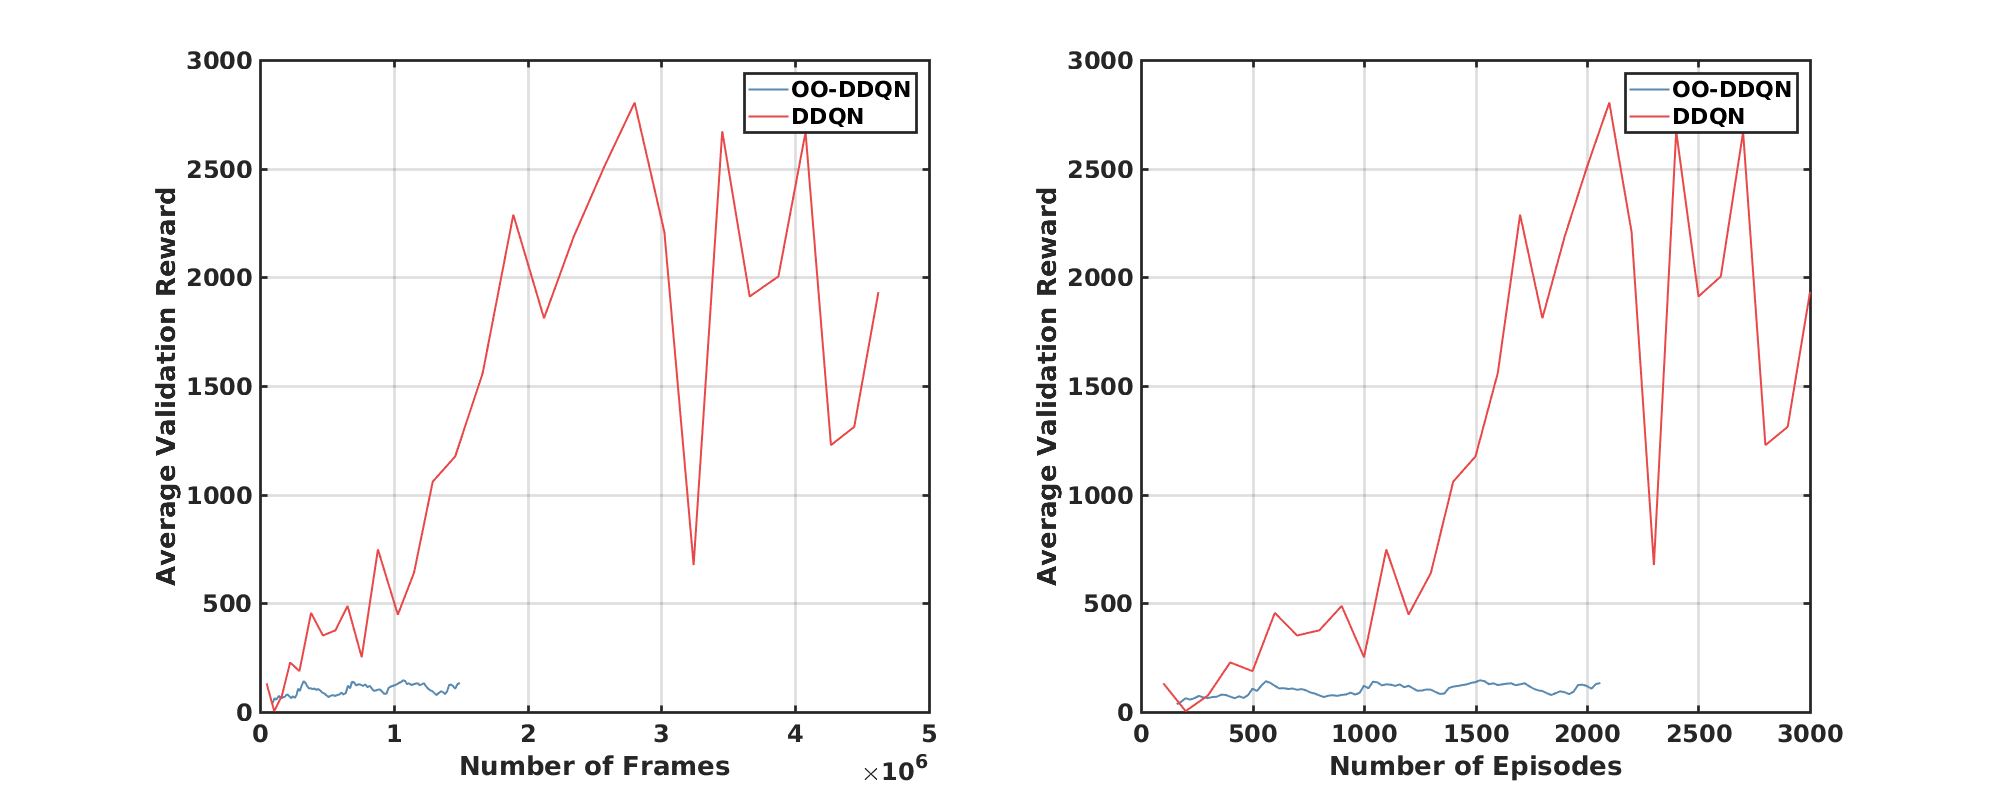 3000
2500
2000
1500
1000
500
0
Average Validation Reward
0 1 2 3 4 5
Number of Frames
×10^6
OO-DDQN
DDQN
3000
2500
2000
1500
1000
500
0
Average Validation Reward
0 500 1000 1500 2000 2500 3000
Number of Episodes
OO-DDQN
DDQN